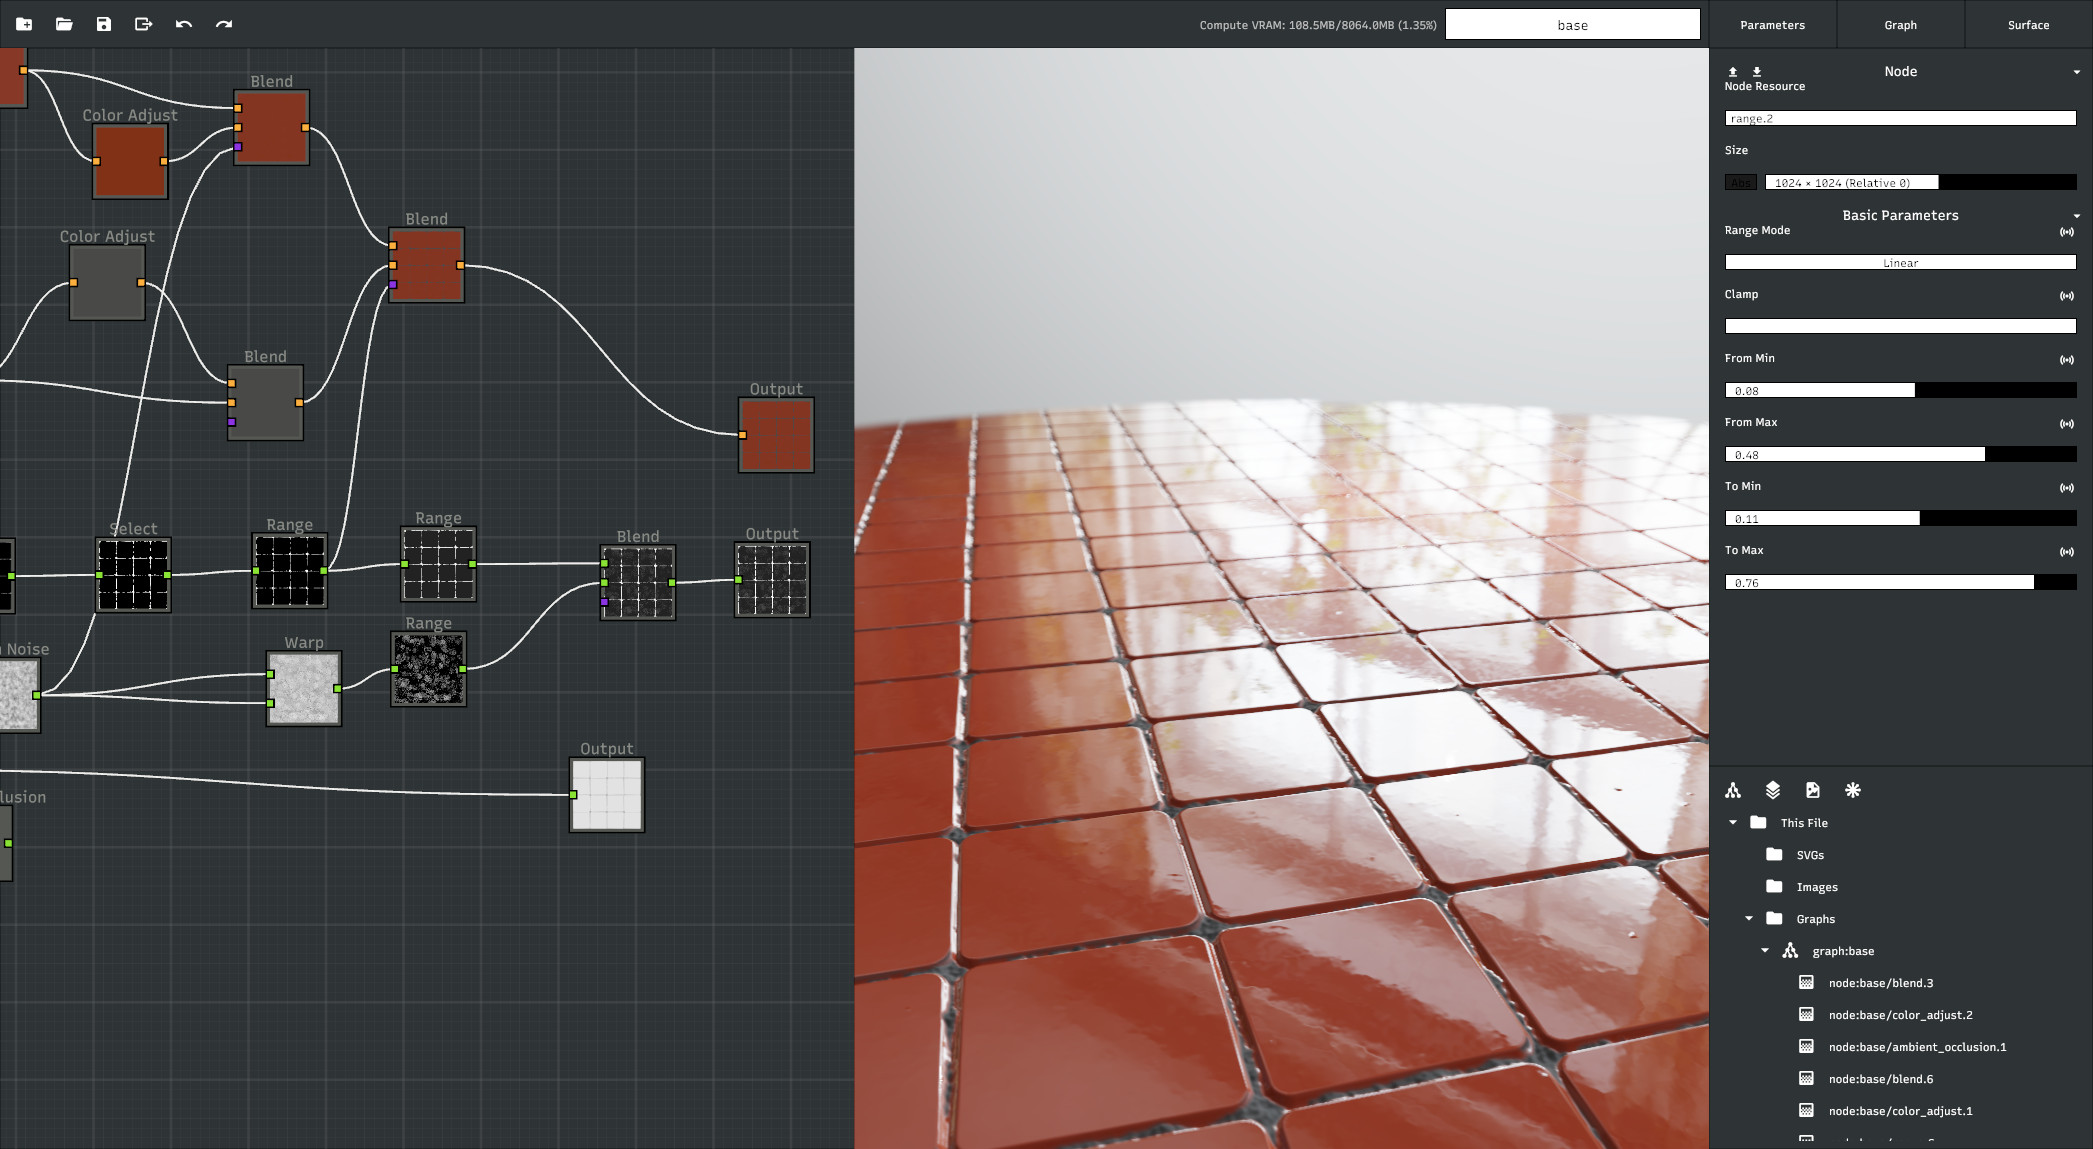 Compute VRAM: 108.5MB/8064.0MB (1.35%)
base
Parameters
Graph
Surface
Blend
Color Adjust
Color Adjust
Blend
Blend
Output
Select
Range
Range
Blend
Output
Range
Noise
Warp
Output
lusion
Node
Node Resource
range.2
Size
Abs
1024 × 1024 (Relative 0)
Basic Parameters
Range Mode
Linear
Clamp
From Min
0.08
From Max
0.48
To Min
0.11
To Max
0.76
This File
SVGs
Images
Graphs
graph:base
node:base/blend.3
node:base/color_adjust.2
node:base/ambient_occlusion.1
node:base/blend.6
node:base/color_adjust.1